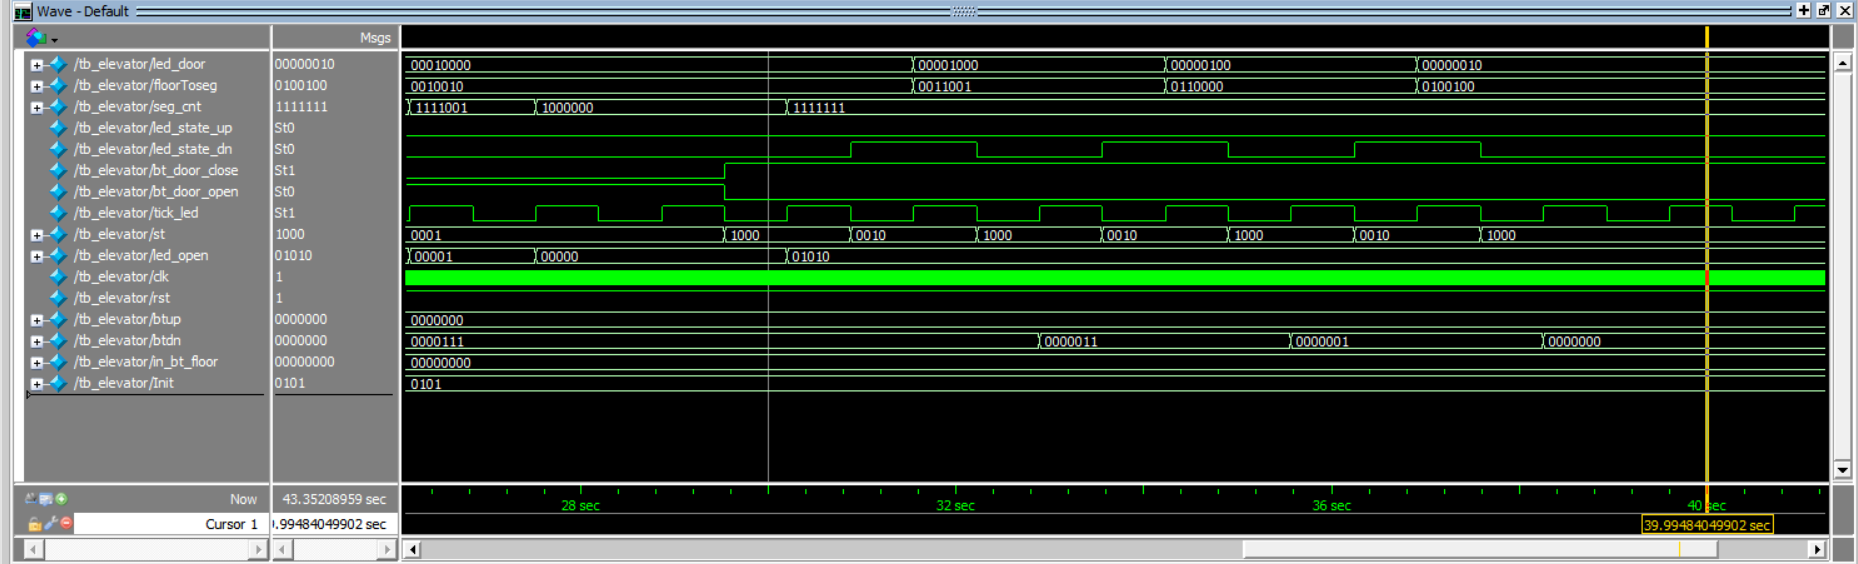 Wave - Default
Msgs
/tb_elevator/led_door 00000010 00010000 00001000 00000100 00000010
/tb_elevator/floorToseg 0100100 0010010 0011001 0110000 0100100
/tb_elevator/seg_cnt 1111111 1111001 1000000 1111111
/tb_elevator/led_state_up St0
/tb_elevator/led_state_dn St0
/tb_elevator/bt_door_close St1
/tb_elevator/bt_door_open St0
/tb_elevator/tick_led St1
/tb_elevator/st 1000 0001 1000 0010 1000 0010 1000 0010 1000
/tb_elevator/led_open 01010 00001 00000 01010
/tb_elevator/clk 1
/tb_elevator/rst 1
/tb_elevator/btup 0000000 0000000
/tb_elevator/btdn 0000000 0000111 0000011 0000001 0000000
/tb_elevator/in_bt_floor 00000000 00000000
/tb_elevator/Init 0101 0101
Now 43.35208959 sec 28 sec 32 sec 36 sec 40 sec
Cursor 1 .99484049902 sec 39.99484049902 sec